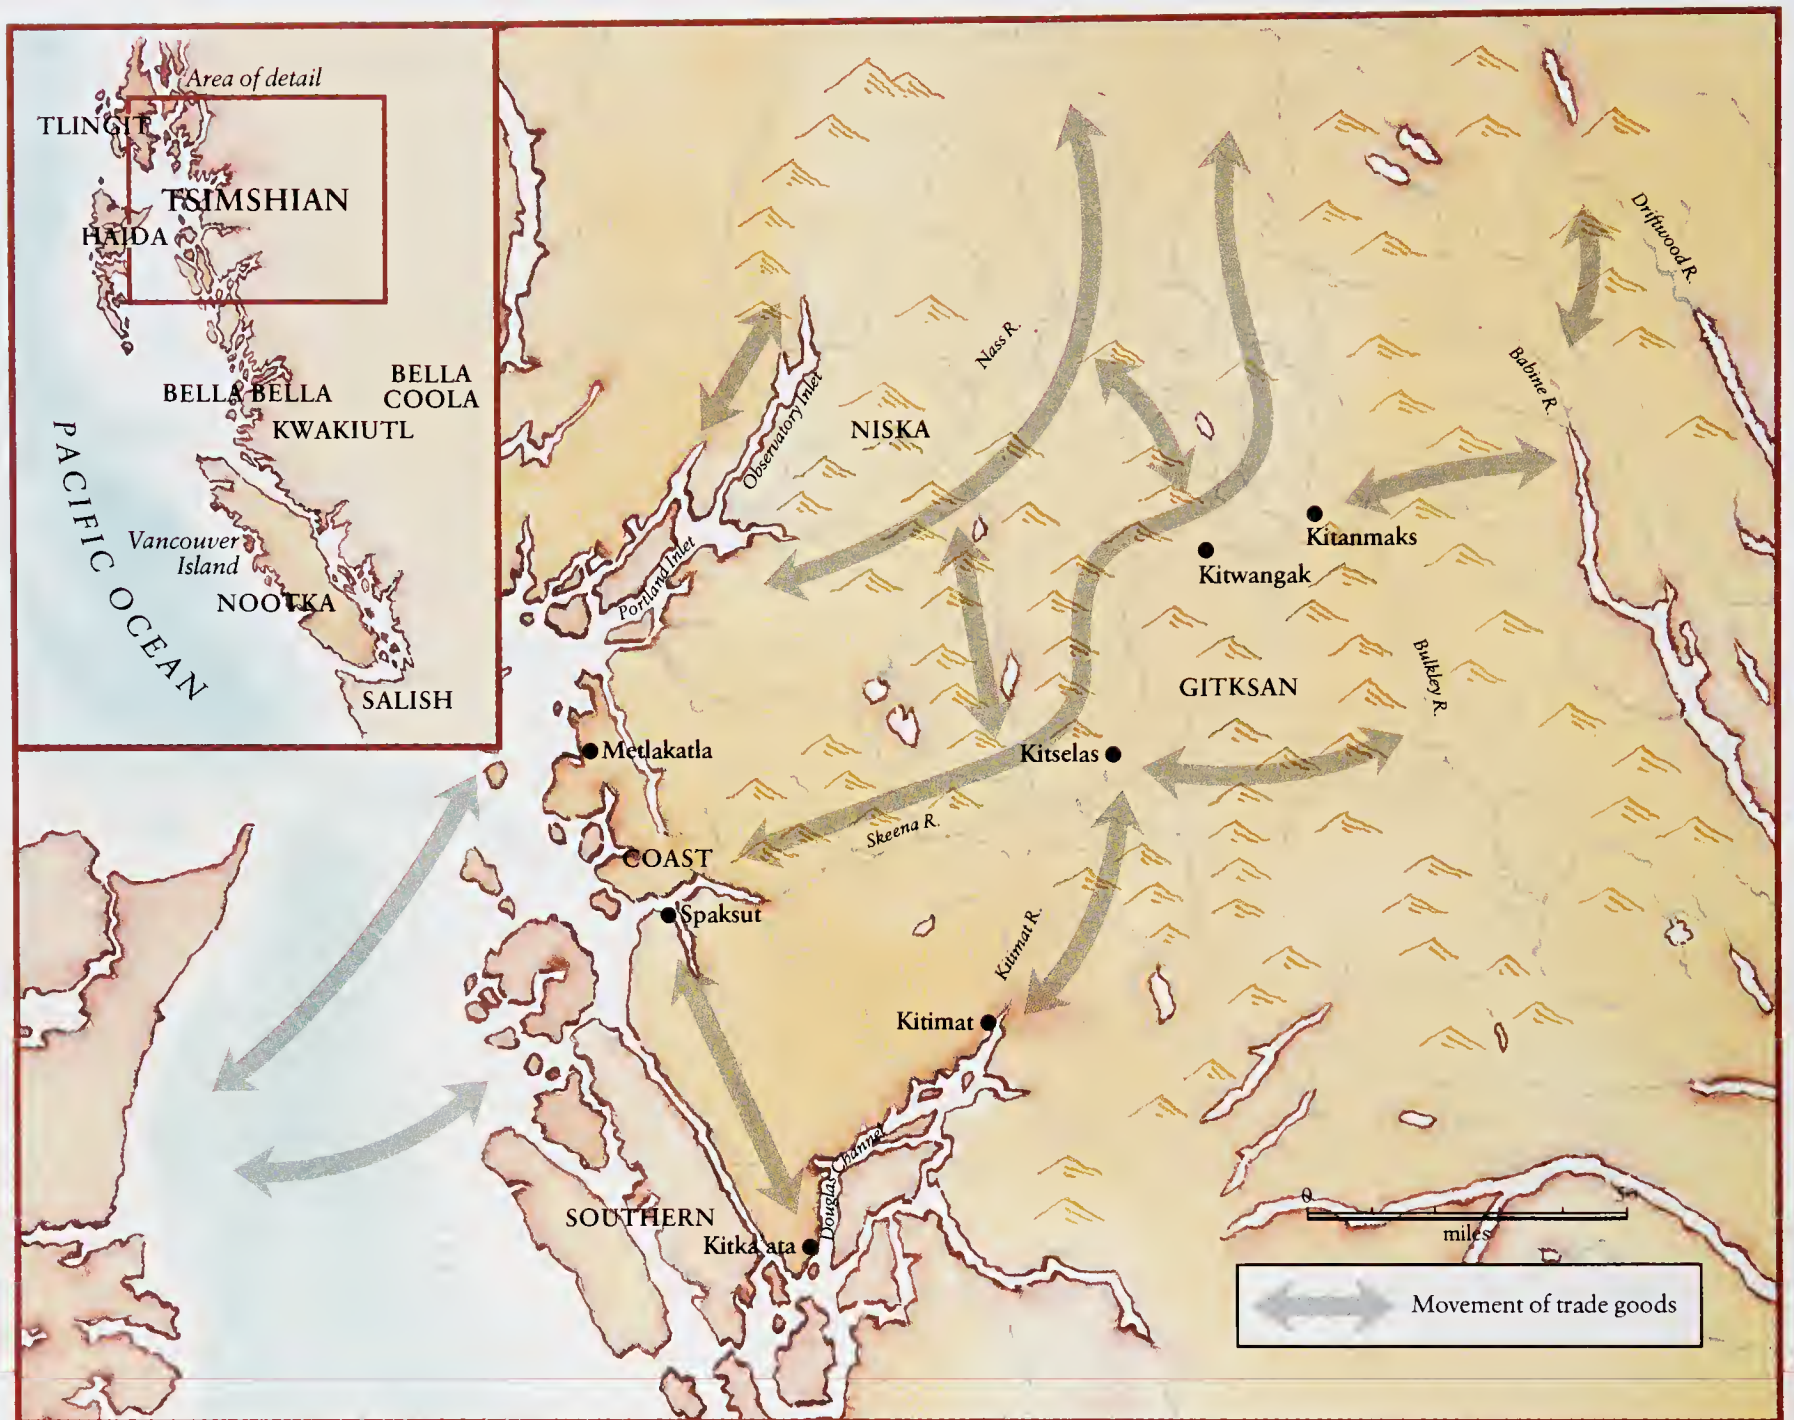 Area of detail
TLINGIT
TSIMSHIAN
HAIDA
BELLA BELLA
BELLA
COOLA
KWAKIUTL
PACIFIC OCEAN
Vancouver
Island
NOOTKA
SALISH
Driftwood R.
Nass R.
Babine R.
Observatory Inlet
NISKA
Portland Inlet
Kitanmaks
Kitwangak
Bulkley R.
GITKSAN
Metlakatla
Kitselas
Skeena R.
COAST
Spaksut
Kitimat R.
Kitimat
Douglas Channel
SOUTHERN
Kitka'ata
0
miles
Movement of trade goods